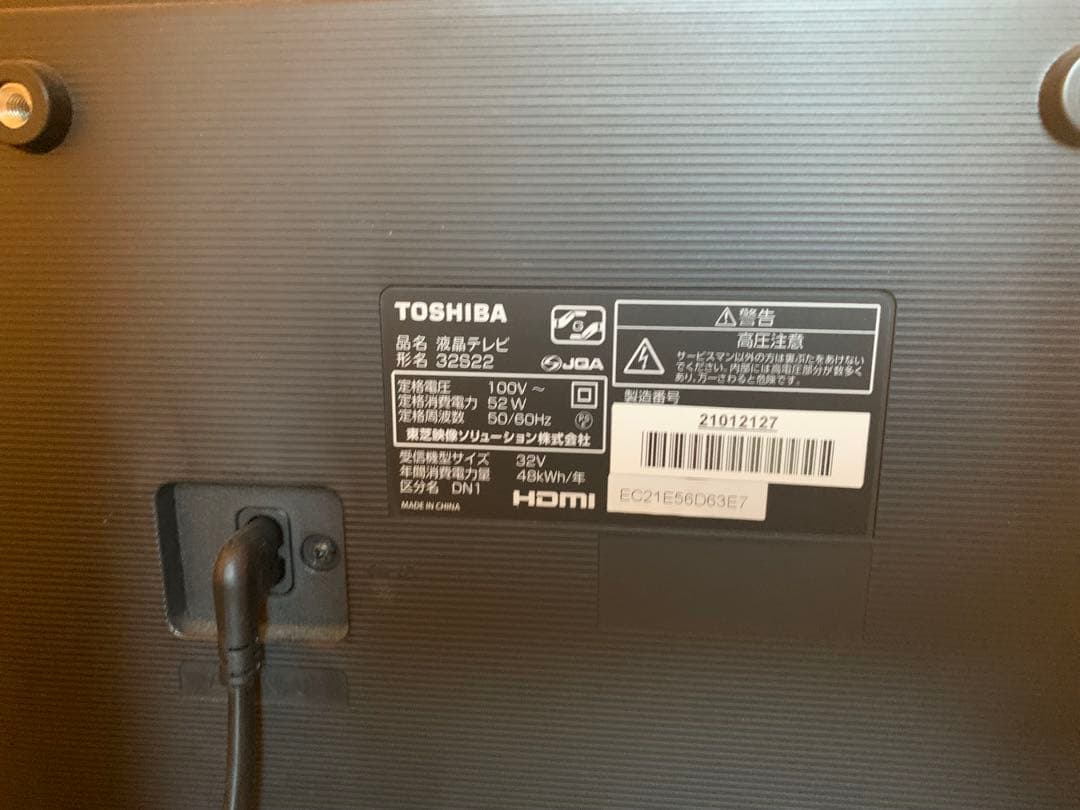 TOSHIBA
品名 液晶テレビ
形名 32S22
G
JQA
定格電圧 100V ～
定格消費電力 52W
定格周波数 50/60Hz
PS
E
東芝映像ソリューション株式会社
受信機型サイズ 32V
年間消費電力量 48kWh/年
区分名 DN1
MADE IN CHINA
HDMI
警告
高圧注意
サービスマン以外の方は裏ぶたをあけない
でください。内部には高電圧部分が数多く
あり、万一さわると危険です。
製造番号
21012127
EC21E56D63E7